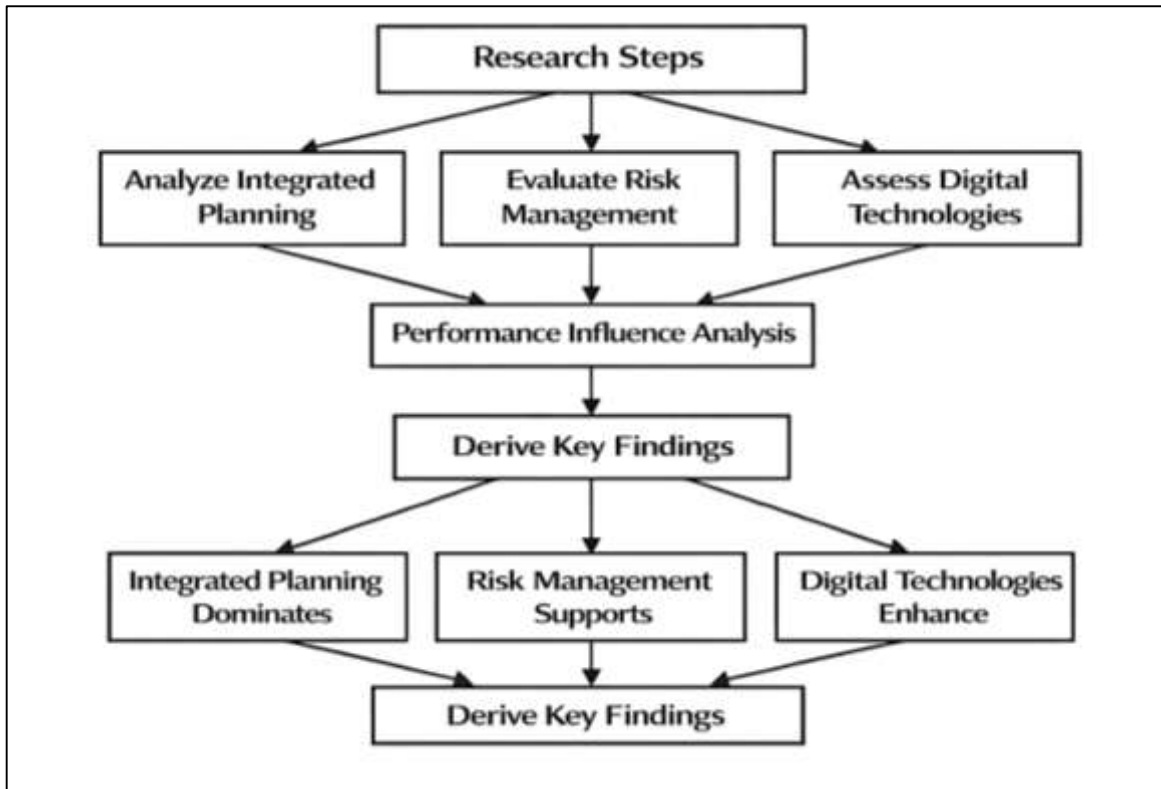 Research Steps
Analyze Integrated
Planning
Evaluate Risk
Management
Assess Digital
Technologies
Performance Influence Analysis
Derive Key Findings
Integrated Planning
Dominates
Risk Management
Supports
Digital Technologies
Enhance
Derive Key Findings